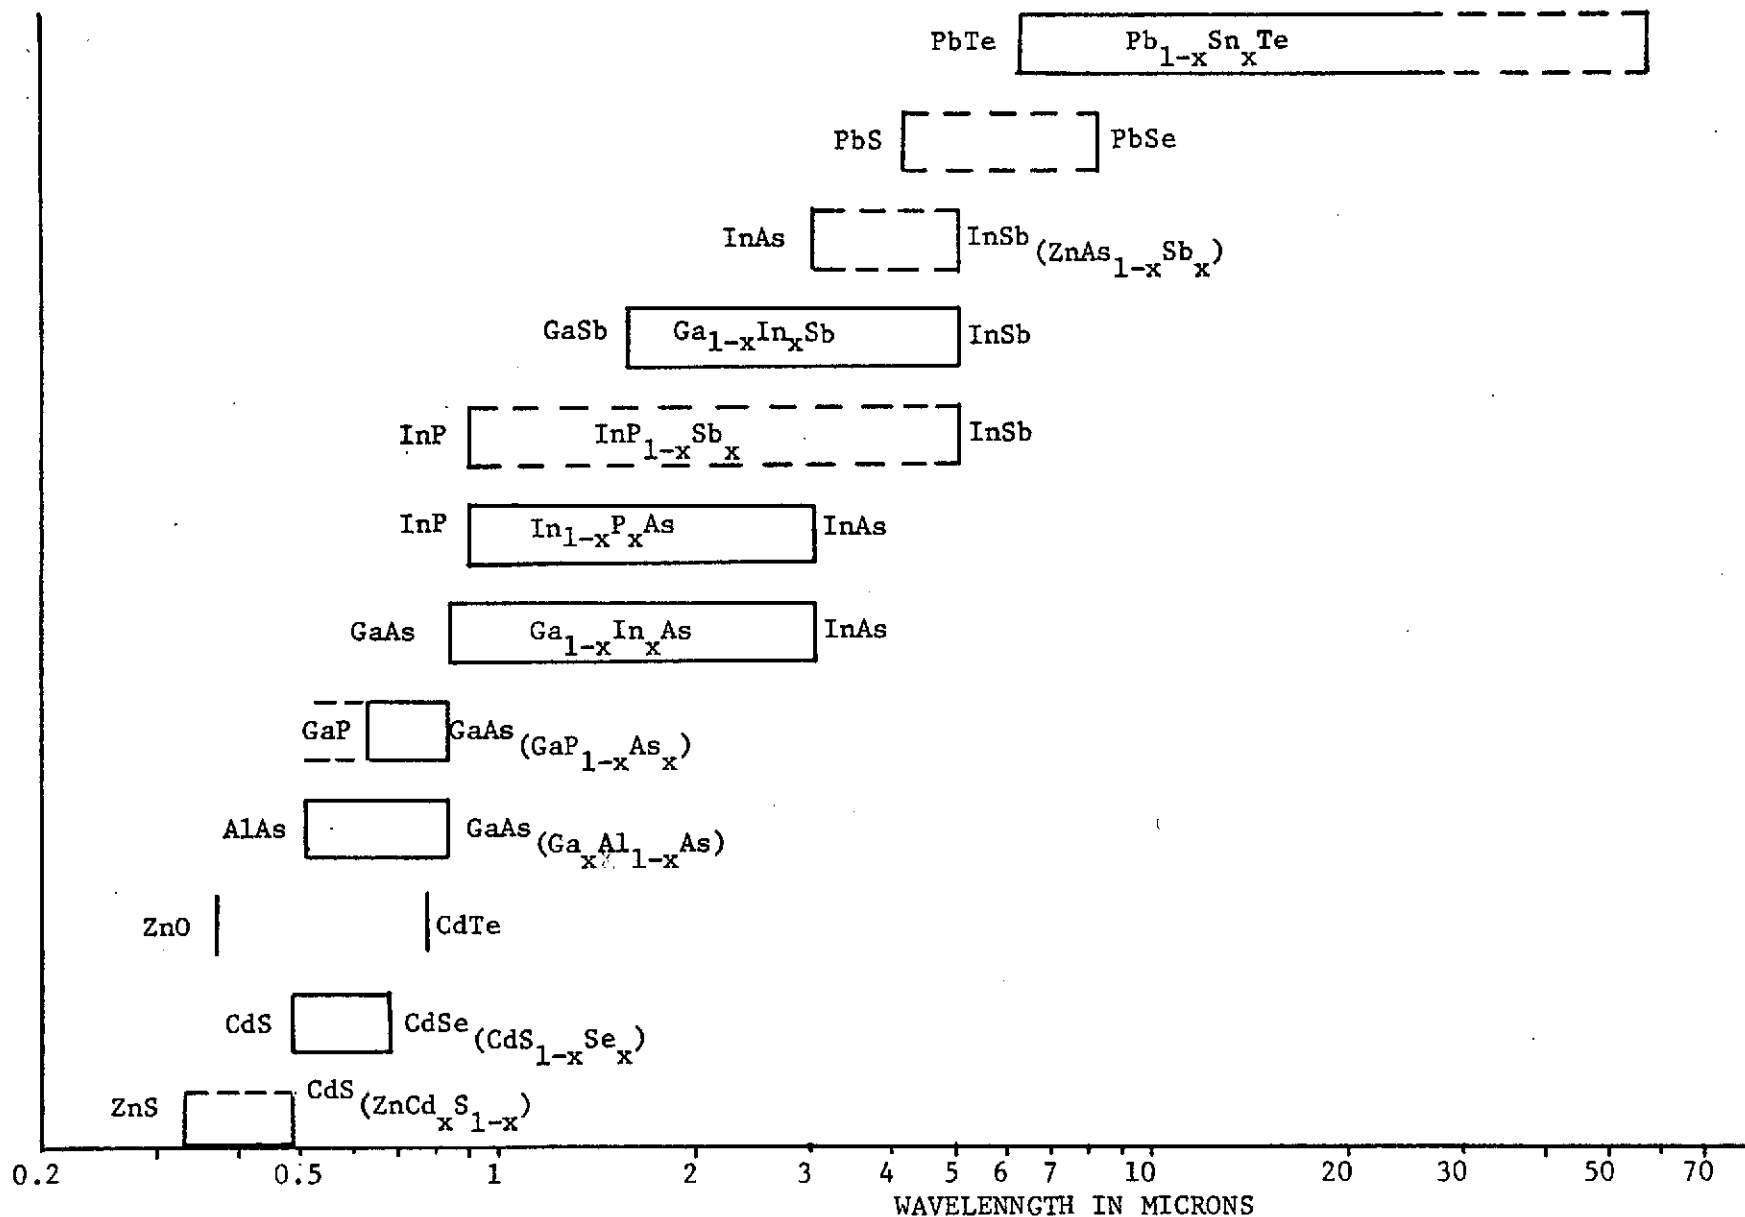 PbTe Pb1-xSnxTe
PbS PbSe
InAs InSb (ZnAs1-xSbx)
GaSb Ga1-xInxSb InSb
InP InP1-xSbx InSb
InP In1-xPxAs InAs
GaAs Ga1-xInxAs InAs
GaP GaAs (GaP1-xAsx)
AlAs GaAs (GaxAl1-xAs)
ZnO CdTe
CdS CdSe (CdS1-xSex)
ZnS CdS (ZnCdxS1-x)
0.2 0.5 1 2 3 4 5 6 7 10 20 30 50 70
WAVELENNGTH IN MICRONS